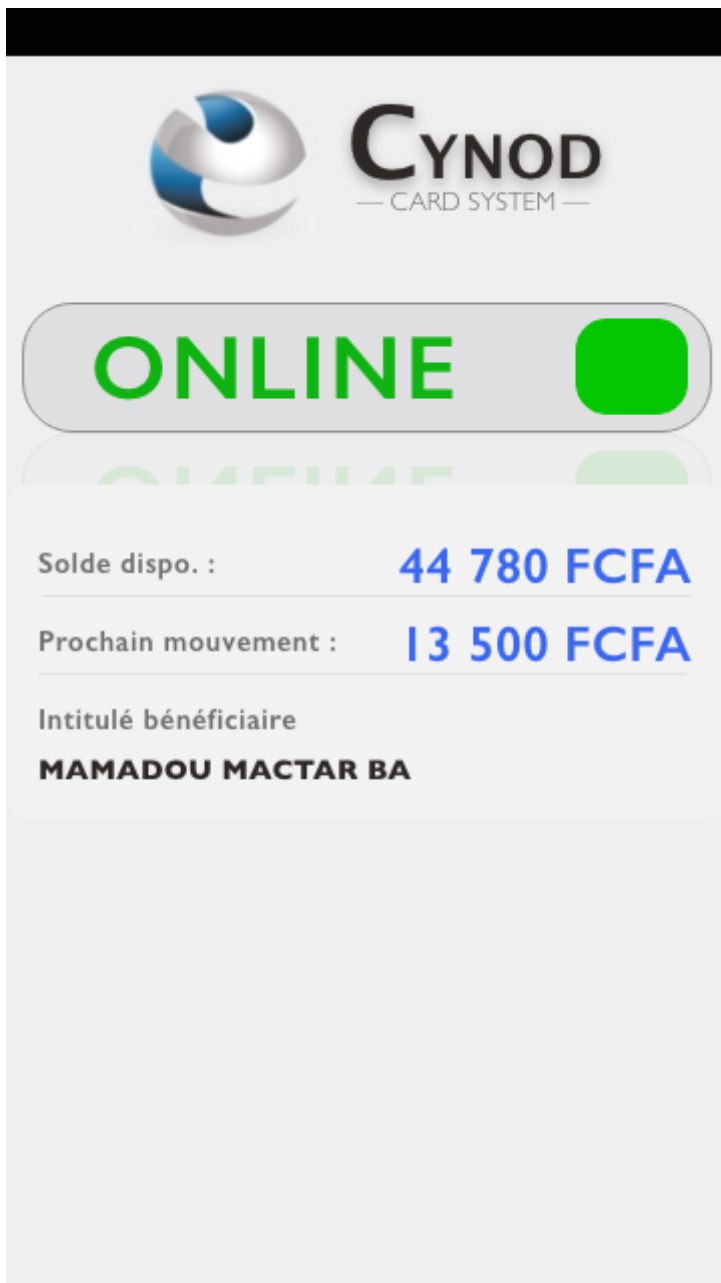 CYNOD
— CARD SYSTEM —
ONLINE
Solde dispo. : 44 780 FCFA
Prochain mouvement : 13 500 FCFA
Intitulé bénéficiaire
MAMADOU MACTAR BA